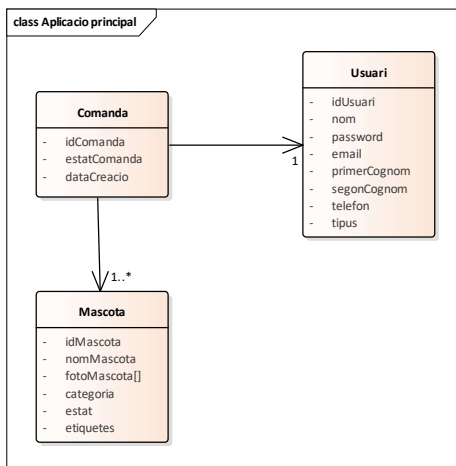 class Aplicacio principal
Comanda
- idComanda
- estatComanda
- dataCreacio
Usuari
- idUsuari
- nom
- password
- email
- primerCognom
- segonCognom
- telefon
- tipus
1
1..*
Mascota
- idMascota
- nomMascota
- fotoMascota[]
- categoria
- estat
- etiquetes